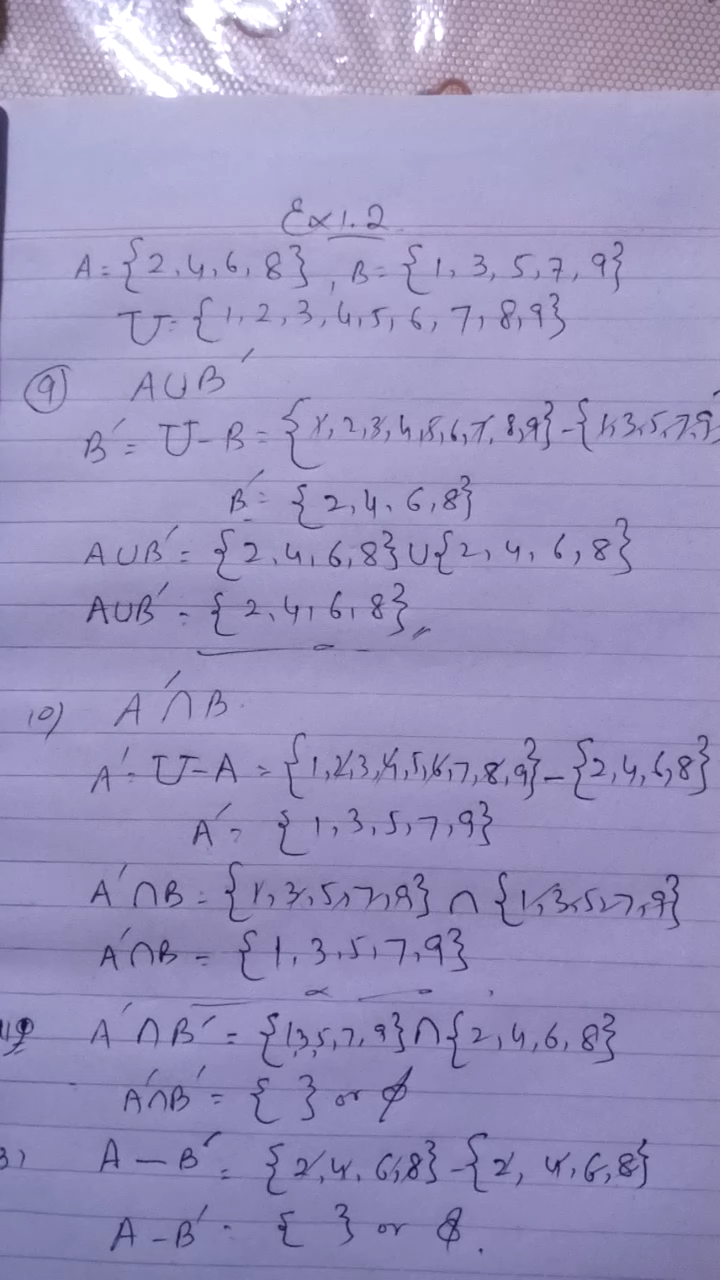 Ex 1.2
A = {2, 4, 6, 8}, B = {1, 3, 5, 7, 9}
U = {1, 2, 3, 4, 5, 6, 7, 8, 9}
9) A∪B′
B′ = U - B = {1, 2, 3, 4, 5, 6, 7, 8, 9} - {1, 3, 5, 7, 9
B′ = {2, 4, 6, 8}
A∪B′ = {2, 4, 6, 8} ∪ {2, 4, 6, 8}
A∪B′ = {2, 4, 6, 8}
10) A′∩B
A′ = U - A = {1, 2, 3, 4, 5, 6, 7, 8, 9} - {2, 4, 6, 8}
A′ = {1, 3, 5, 7, 9}
A′∩B = {1, 3, 5, 7, 9} ∩ {1, 3, 5, 7, 9}
A′∩B = {1, 3, 5, 7, 9}
A′∩B′ = {1 3, 5, 7, 9} ∩ {2, 4, 6, 8}
A′∩B′ = { } or ϕ
3) A - B′ = {2, 4, 6, 8} - {2, 4, 6, 8}
A - B′ = { } or ϕ.